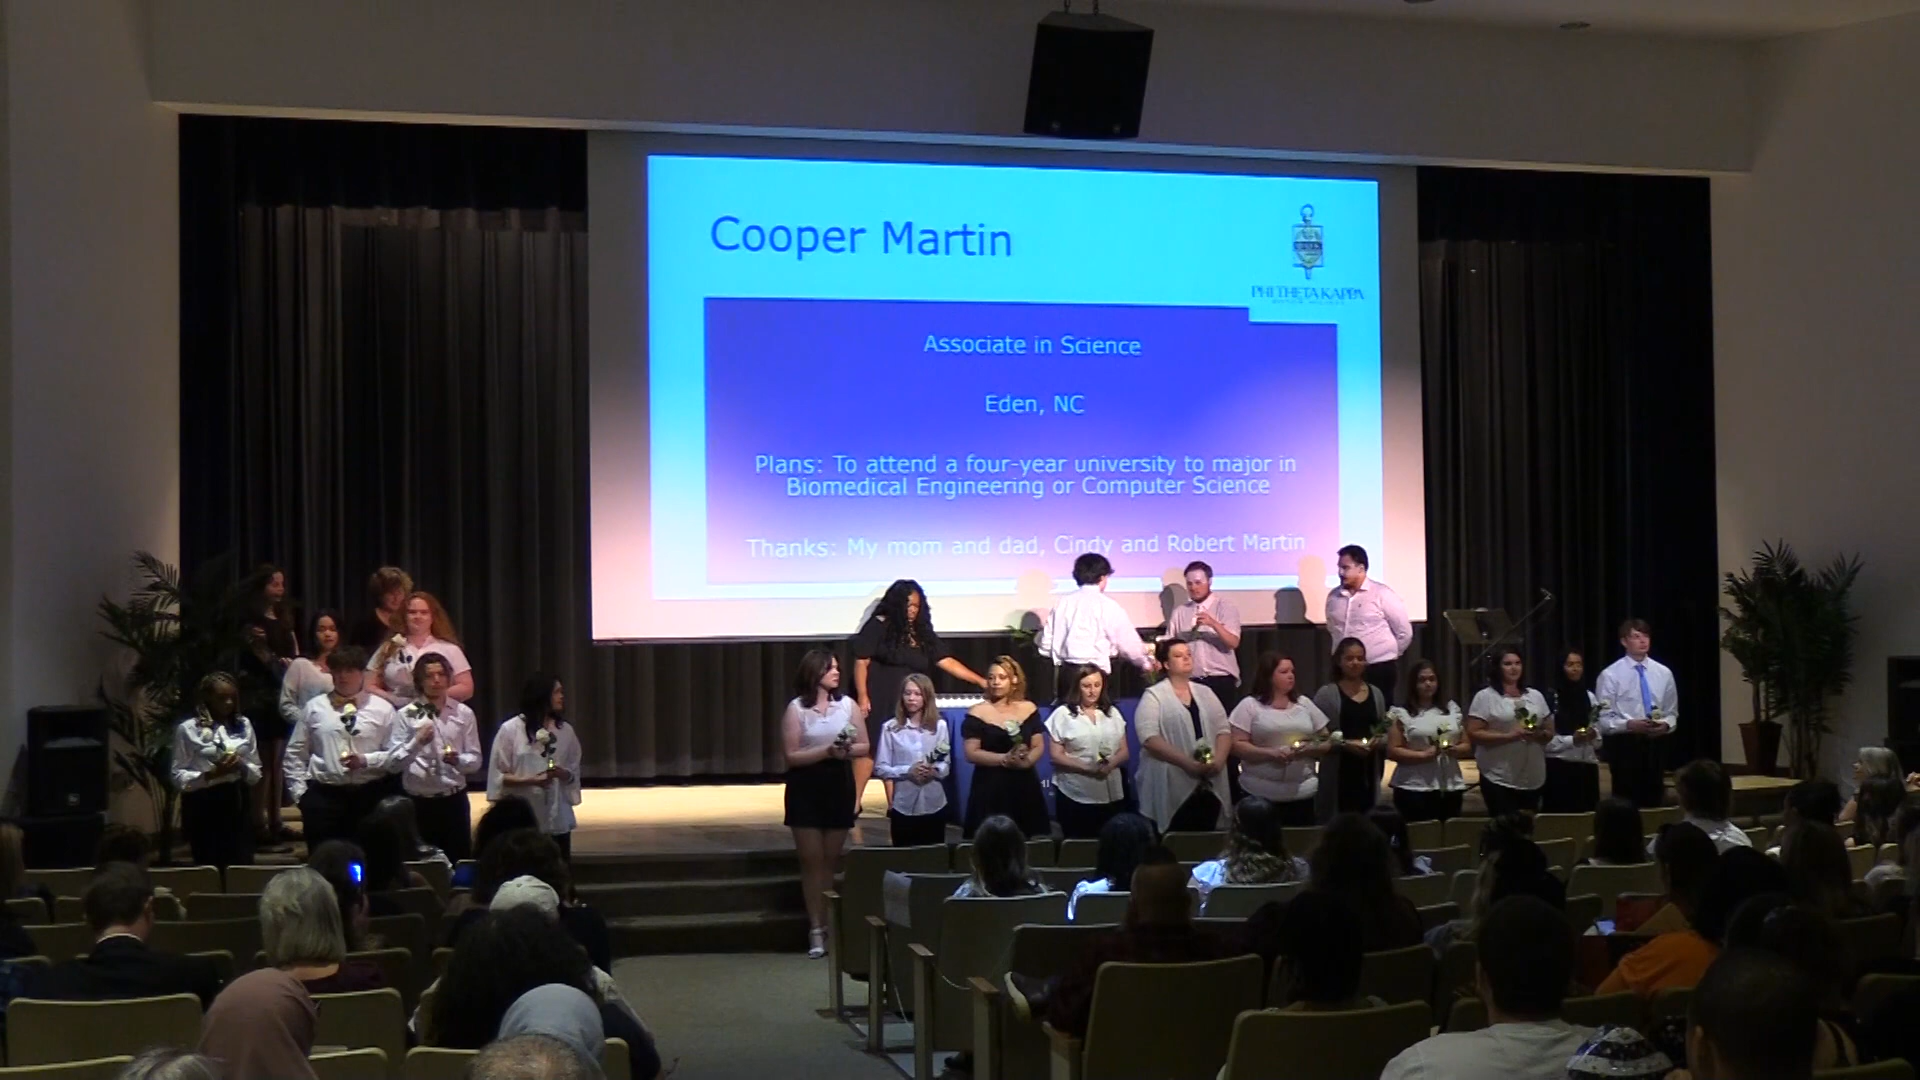 Cooper Martin
PHI THETA KAPPA
Associate in Science
Eden, NC
Plans: To attend a four-year university to major in
Biomedical Engineering or Computer Science
Thanks: My mom and dad, Cindy and Robert Martin